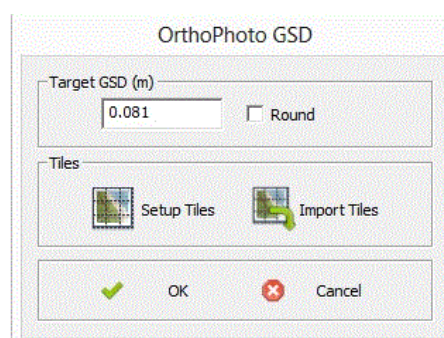 OrthoPhoto GSD
Target GSD (m)
0.081 Round
Tiles
Setup Tiles Import Tiles
OK Cancel